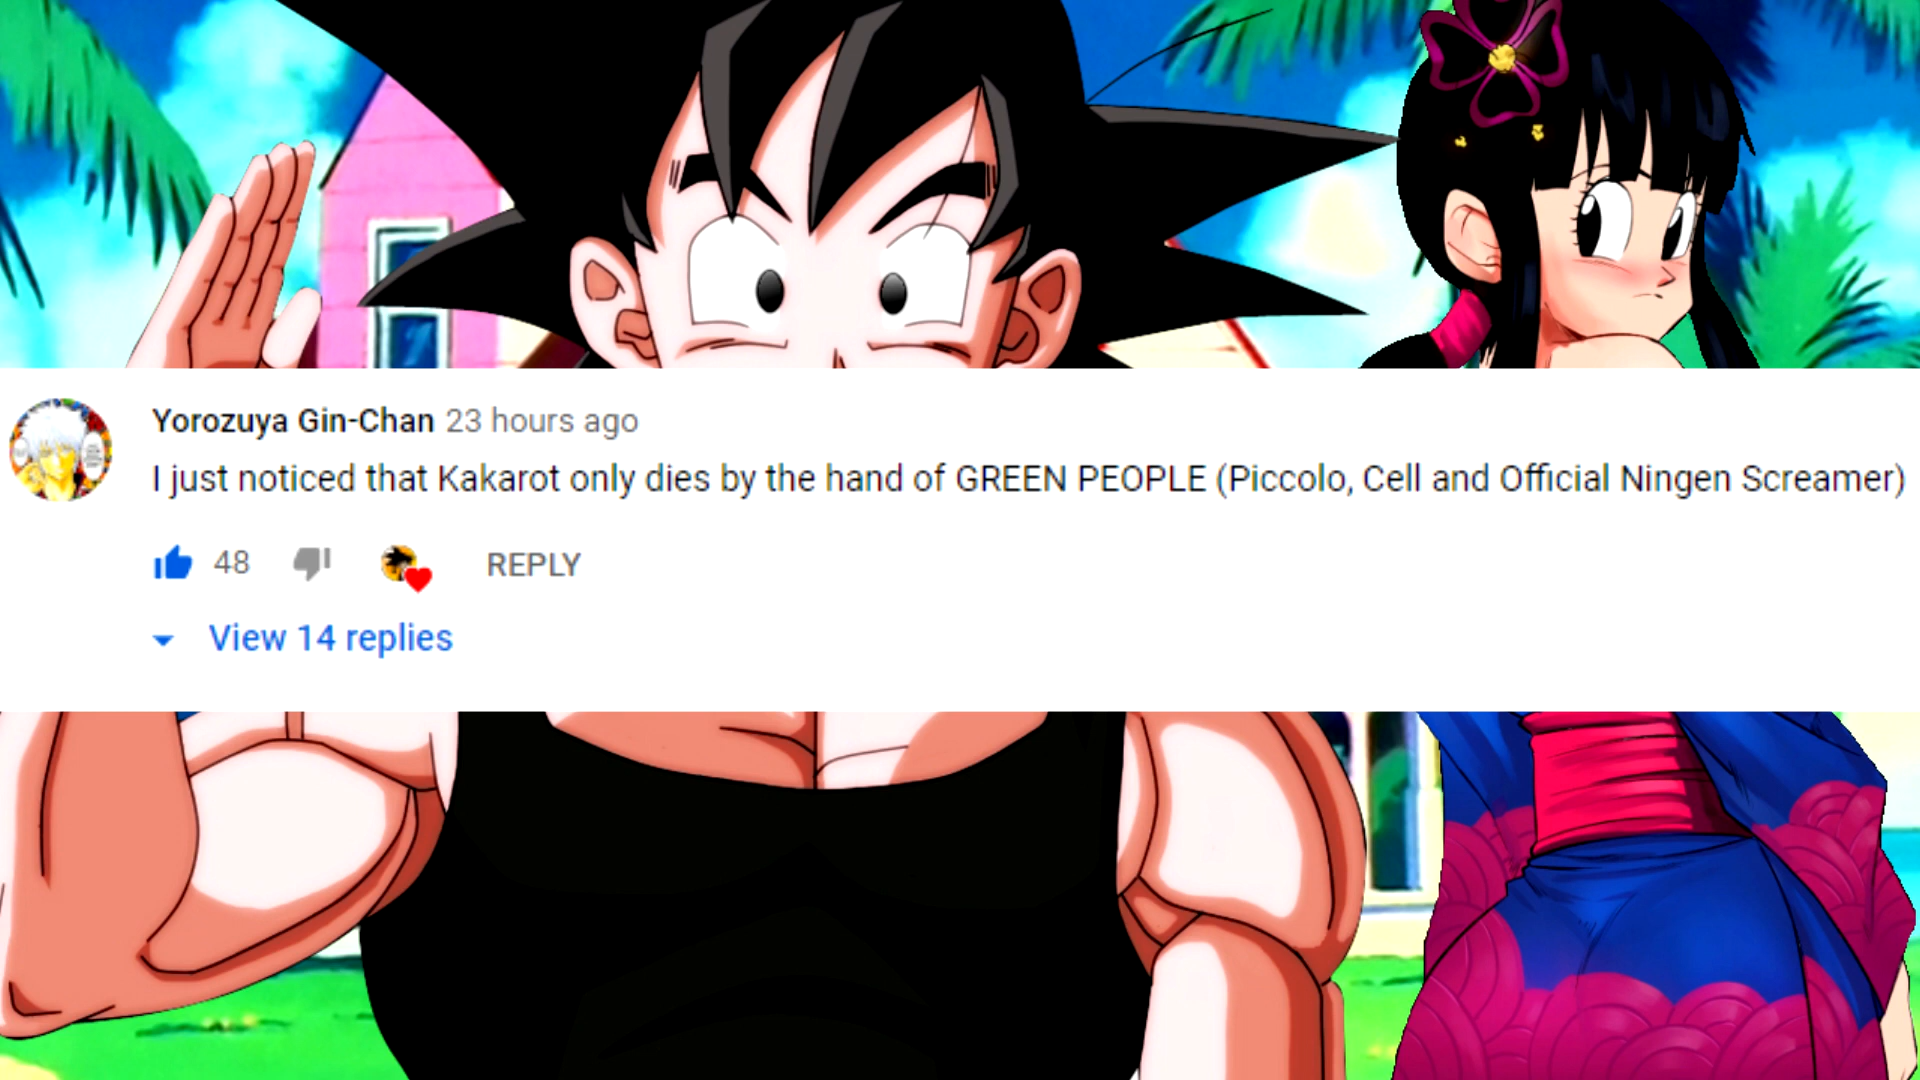 Yorozuya Gin-Chan 23 hours ago
I just noticed that Kakarot only dies by the hand of GREEN PEOPLE (Piccolo, Cell and Official Ningen Screamer)
48 REPLY
View 14 replies